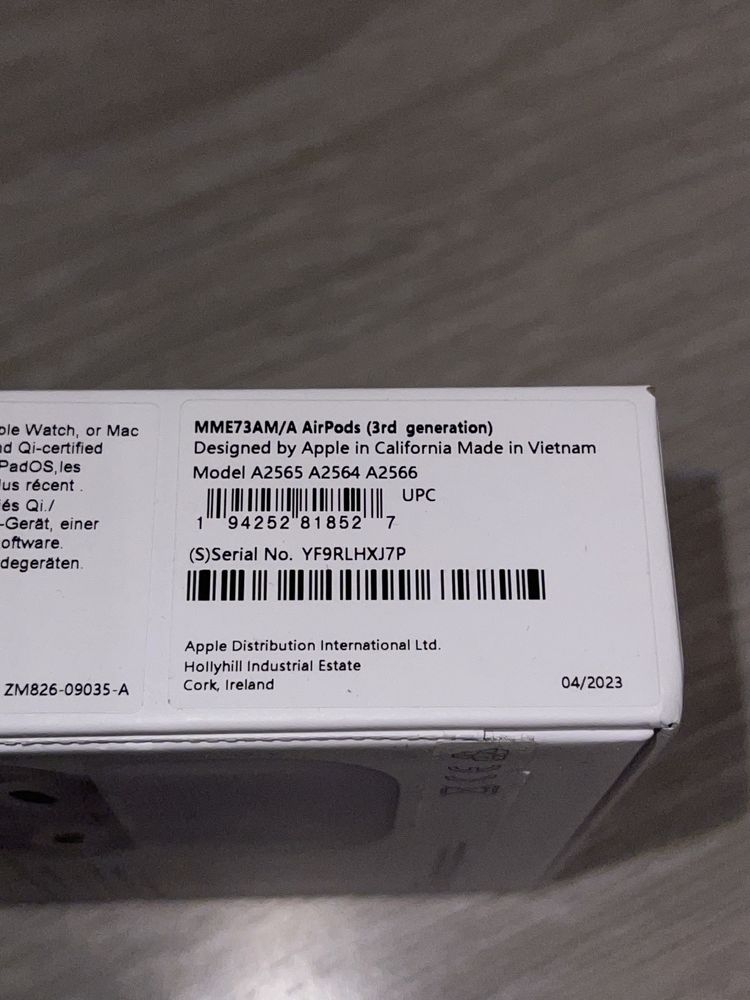 ple Watch, or Mac
nd Qi-certified
PadOS,les
lus récent .
iés Qi./
-Gerät, einer
oftware.
degeräten.
ZM826-09035-A
MME73AM/A AirPods (3rd generation)
Designed by Apple in California Made in Vietnam
Model A2565 A2564 A2566
UPC
1 94252 81852 7
(S)Serial No. YF9RLHXJ7P
Apple Distribution International Ltd.
Hollyhill Industrial Estate
Cork, Ireland
04/2023